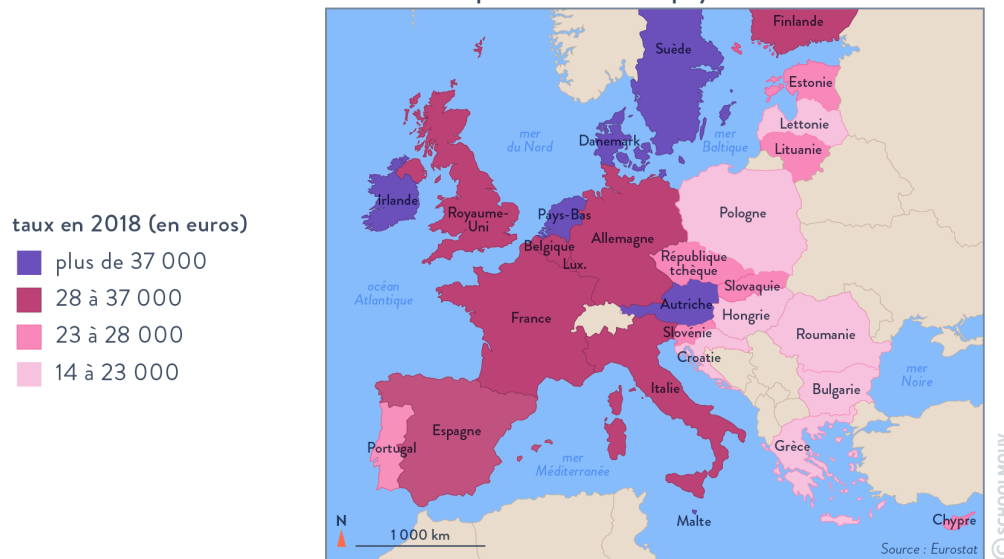 taux en 2018 (en euros)
plus de 37 000
28 à 37 000
23 à 28 000
14 à 23 000
Finlande
Suède
Estonie
mer
du Nord
Danemark
mer
Baltique
Lettonie
Lituanie
Irlande
Royaume-
Uni
Pays-Bas
Pologne
Belgique
Allemagne
Lux.
République
tchèque
océan
Atlantique
Slovaquie
Autriche
France
Hongrie
Slovénie
Roumanie
Croatie
mer
Noire
Italie
Bulgarie
Espagne
Portugal
Grèce
mer
Méditerranée
N
1 000 km
Malte
Chypre
Source : Eurostat
© SCHOOLMOUV